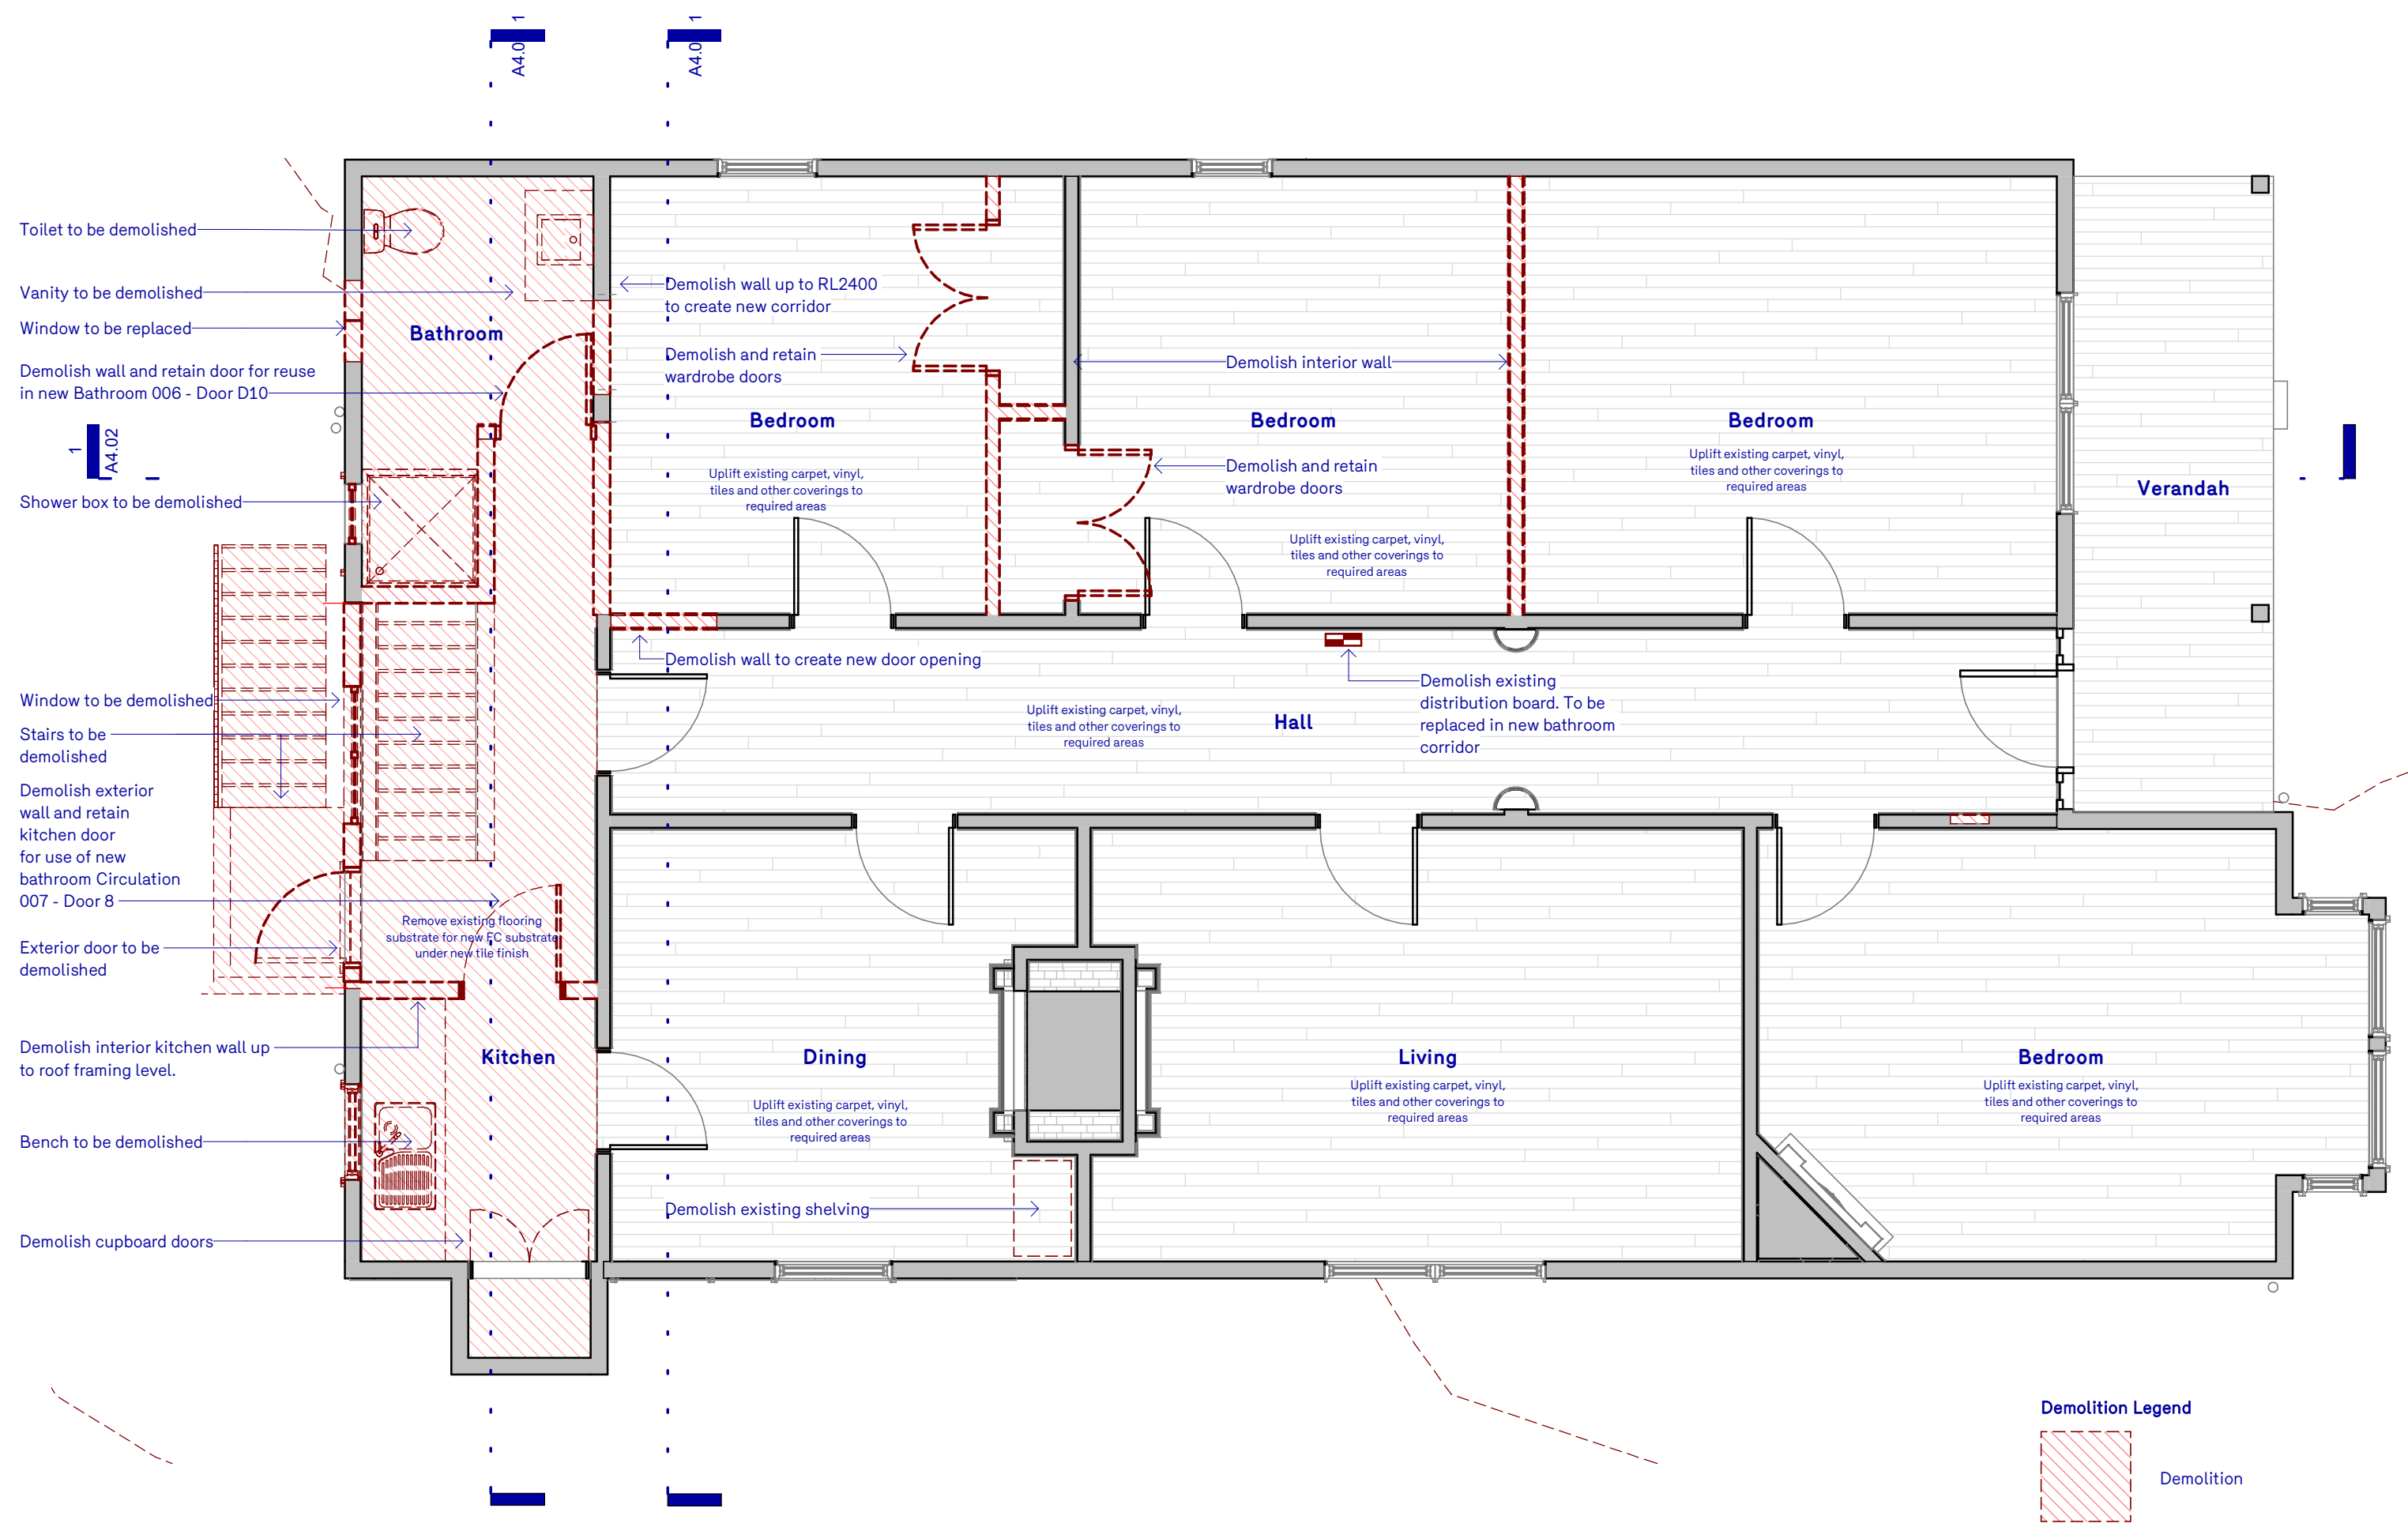 1
A4.0
1
A4.0
Toilet to be demolished
Vanity to be demolished
Window to be replaced
Demolish wall and retain door for reuse
in new Bathroom 006 - Door D10
1
A4.02
Shower box to be demolished
Window to be demolished
Stairs to be
demolished
Demolish exterior
wall and retain
kitchen door
for use of new
bathroom Circulation
007 - Door 8
Exterior door to be
demolished
Demolish interior kitchen wall up
to roof framing level.
Bench to be demolished
Demolish cupboard doors
Bathroom
Demolish wall up to RL2400
to create new corridor
Demolish and retain
wardrobe doors
Bedroom
Uplift existing carpet, vinyl,
tiles and other coverings to
required areas
Demolish interior wall
Bedroom
Demolish and retain
wardrobe doors
Uplift existing carpet, vinyl,
tiles and other coverings to
required areas
Bedroom
Uplift existing carpet, vinyl,
tiles and other coverings to
required areas
Verandah
Demolish wall to create new door opening
Uplift existing carpet, vinyl,
tiles and other coverings to
required areas
Hall
Demolish existing
distribution board. To be
replaced in new bathroom
corridor
Remove existing flooring
substrate for new FC substrate
under new tile finish
Kitchen
Dining
Uplift existing carpet, vinyl,
tiles and other coverings to
required areas
Demolish existing shelving
Living
Uplift existing carpet, vinyl,
tiles and other coverings to
required areas
Bedroom
Uplift existing carpet, vinyl,
tiles and other coverings to
required areas
Demolition Legend
Demolition